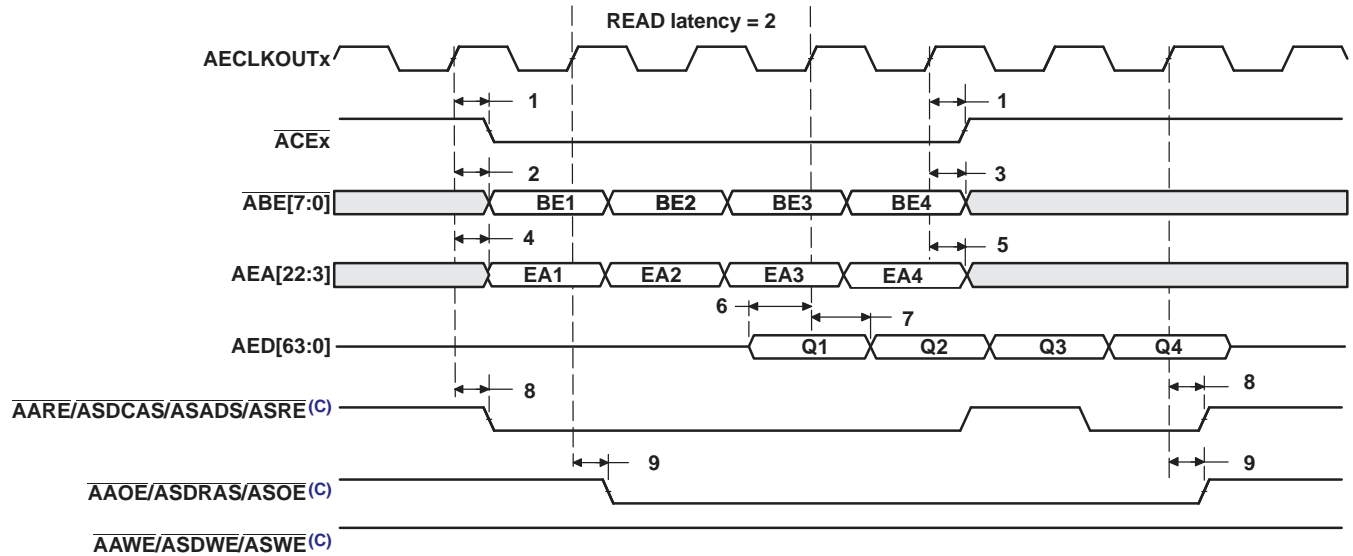 READ latency = 2
AECLKOUTx
1 1
ACEx
2 3
ABE[7:0] BE1 BE2 BE3 BE4
4 5
AEA[22:3] EA1 EA2 EA3 EA4
6 7
AED[63:0] Q1 Q2 Q3 Q4
8 8
AARE/ASDCAS/ASADS/ASRE(C)
9 9
AAOE/ASDRAS/ASOE(C)
AAWE/ASDWE/ASWE(C)